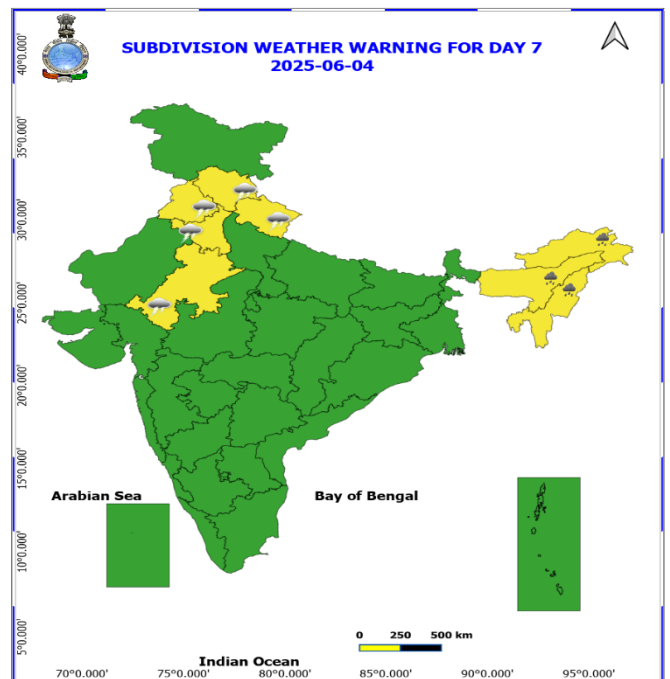 SUBDIVISION WEATHER WARNING FOR DAY 7
2025-06-04
40°0.000'
35°0.000'
30°0.000'
25°0.000'
20°0.000'
15°0.000'
10°0.000'
5°0.000'
Arabian Sea
Bay of Bengal
0 250 500 km
Indian Ocean
70°0.000' 75°0.000' 80°0.000' 85°0.000' 90°0.000' 95°0.000'